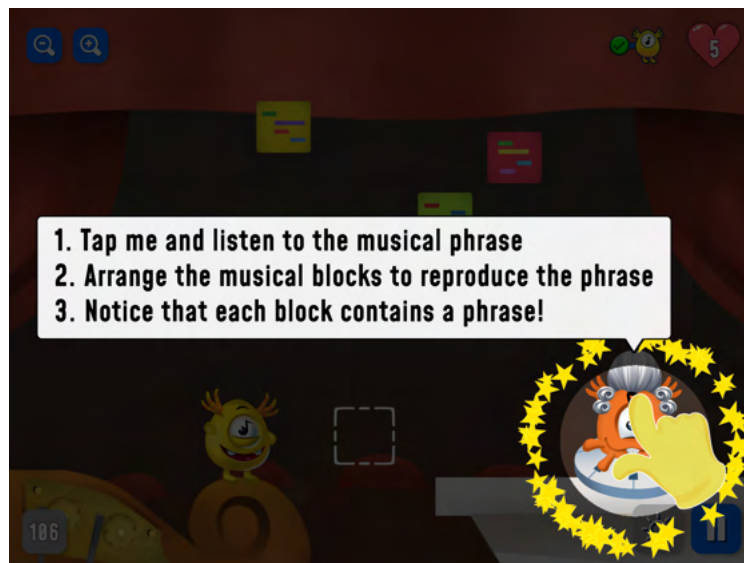 5
1. Tap me and listen to the musical phrase
2. Arrange the musical blocks to reproduce the phrase
3. Notice that each block contains a phrase!
106